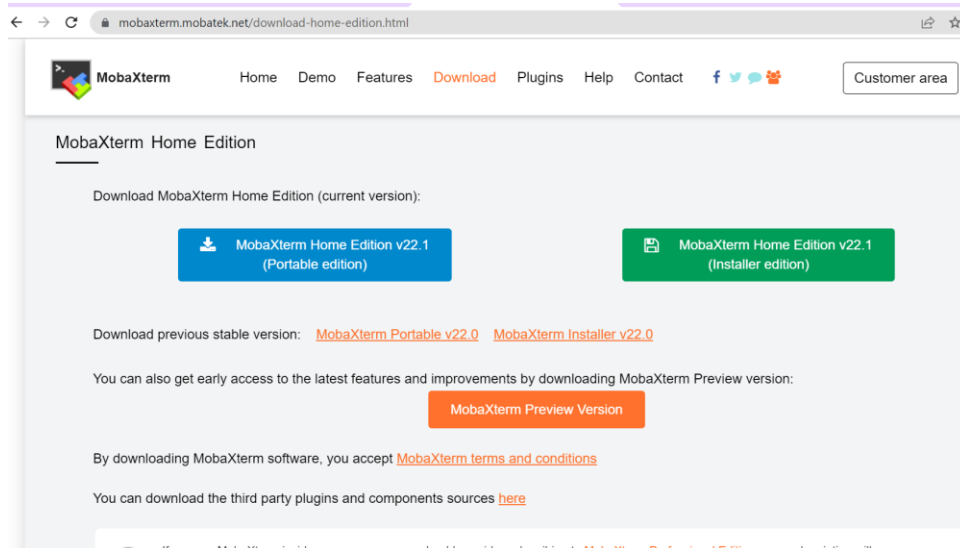 mobaxterm.mobatek.net/download-home-edition.html
MobaXterm Home Demo Features Download Plugins Help Contact Customer area
MobaXterm Home Edition
Download MobaXterm Home Edition (current version):
MobaXterm Home Edition v22.1
(Portable edition)
MobaXterm Home Edition v22.1
(Installer edition)
Download previous stable version: MobaXterm Portable v22.0 MobaXterm Installer v22.0
You can also get early access to the latest features and improvements by downloading MobaXterm Preview version:
MobaXterm Preview Version
By downloading MobaXterm software, you accept MobaXterm terms and conditions
You can download the third party plugins and components sources here